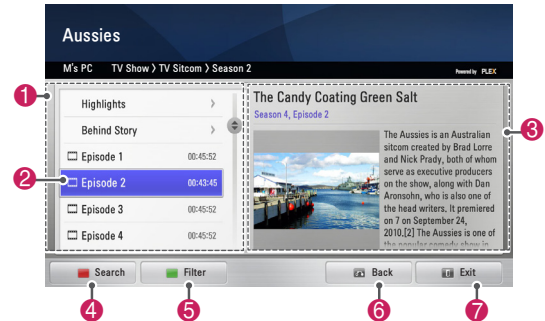 Aussies
M's PC TV Show > TV Sitcom > Season 2
Powered by PLEX
1
Highlights >
Behind Story >
Episode 1 00:45:52
2
Episode 2 00:43:45
Episode 3 00:45:52
Episode 4 00:45:52
The Candy Coating Green Salt
Season 4, Episode 2
3
The Aussies is an Australian
sitcom created by Brad Lorre
and Nick Prady, both of whom
serve as executive producers
on the show, along with Dan
Aronsohn, who is also one of
the head writers. It premiered
on 7 on September 24,
2010.[2] The Aussies is one of
the popular comedy show in
Search
Filter
Back
Exit
4
5
6
7